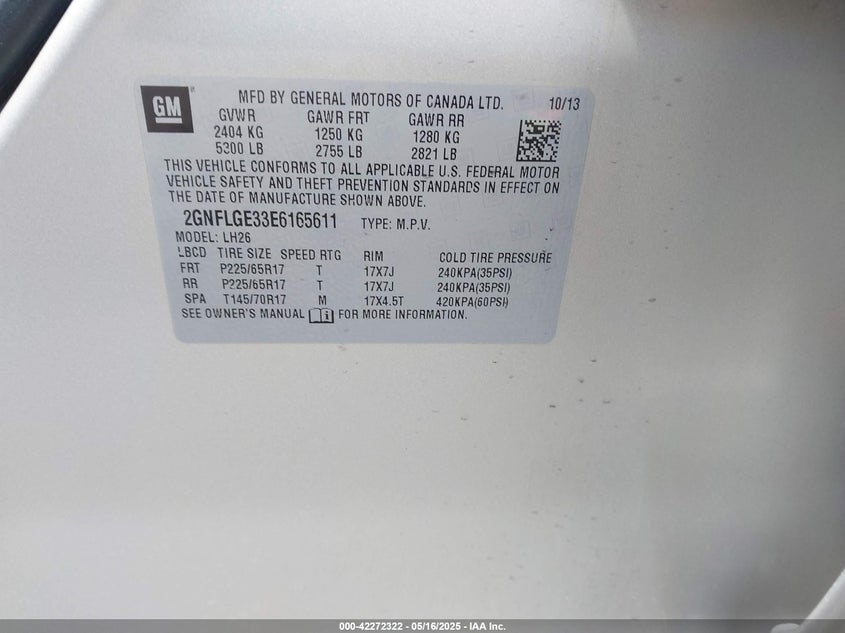 GM
MFD BY GENERAL MOTORS OF CANADA LTD. 10/13
GVWR GAWR FRT GAWR RR
2404 KG 1250 KG 1280 KG
5300 LB 2755 LB 2821 LB
THIS VEHICLE CONFORMS TO ALL APPLICABLE U.S. FEDERAL MOTOR
VEHICLE SAFETY AND THEFT PREVENTION STANDARDS IN EFFECT ON
THE DATE OF MANUFACTURE SHOWN ABOVE.
2GNFLGE33E6165611 TYPE: M.P.V.
MODEL: LH26
LBCD TIRE SIZE SPEED RTG RIM COLD TIRE PRESSURE
FRT P225/65R17 T 17X7J 240KPA(35PSI)
RR P225/65R17 T 17X7J 240KPA(35PSI)
SPA T145/70R17 M 17X4.5T 420KPA(60PSI)
SEE OWNER'S MANUAL FOR MORE INFORMATION.
000-42272322 - 05/16/2025 - IAA Inc.